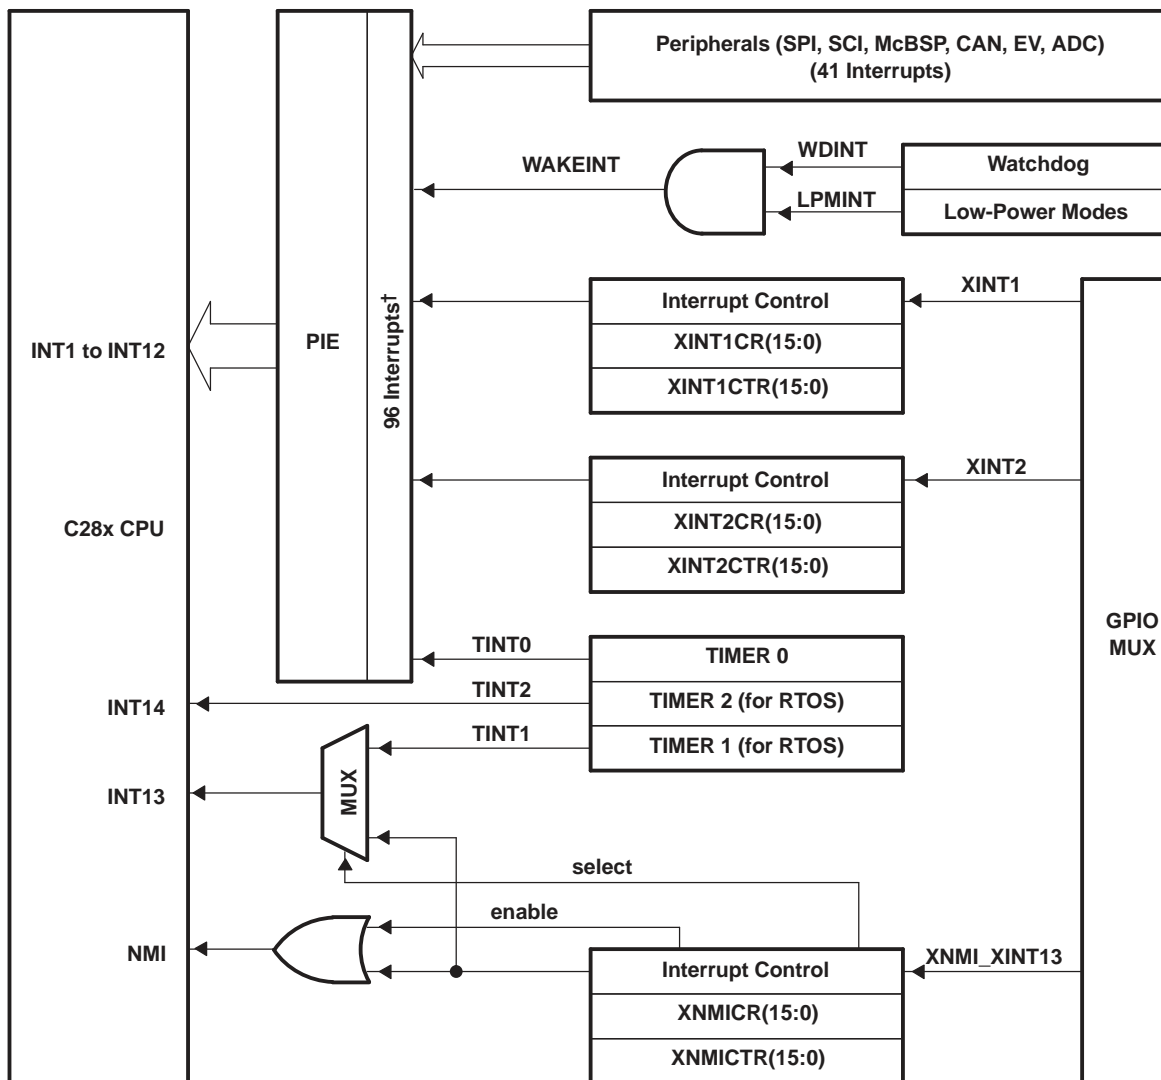 Peripherals (SPI, SCI, McBSP, CAN, EV, ADC)
(41 Interrupts)
WDINT
Watchdog
WAKEINT
LPMINT
Low-Power Modes
XINT1
Interrupt Control
XINT1CR(15:0)
XINT1CTR(15:0)
INT1 to INT12
PIE
96 Interrupts†
XINT2
Interrupt Control
XINT2CR(15:0)
XINT2CTR(15:0)
C28x CPU
GPIO
MUX
TINT0
TIMER 0
TINT2
TIMER 2 (for RTOS)
INT14
TINT1
TIMER 1 (for RTOS)
INT13
MUX
select
enable
NMI
XNMI_XINT13
Interrupt Control
XNMICR(15:0)
XNMICTR(15:0)